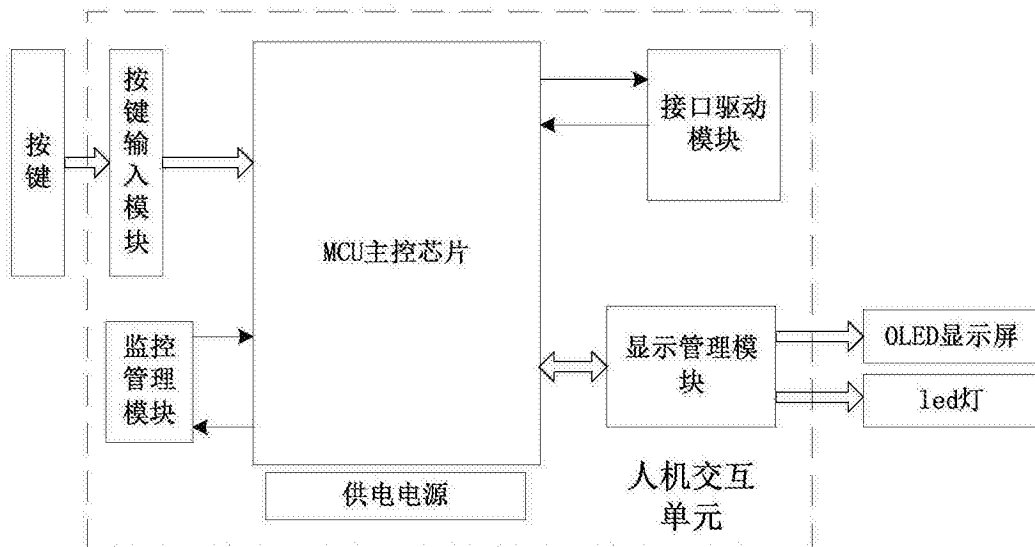 按键
按键输入模块
MCU主控芯片
接口驱动
模块
监控
管理
模块
显示管理模
块
OLED显示屏
led灯
供电电源
人机交互
单元